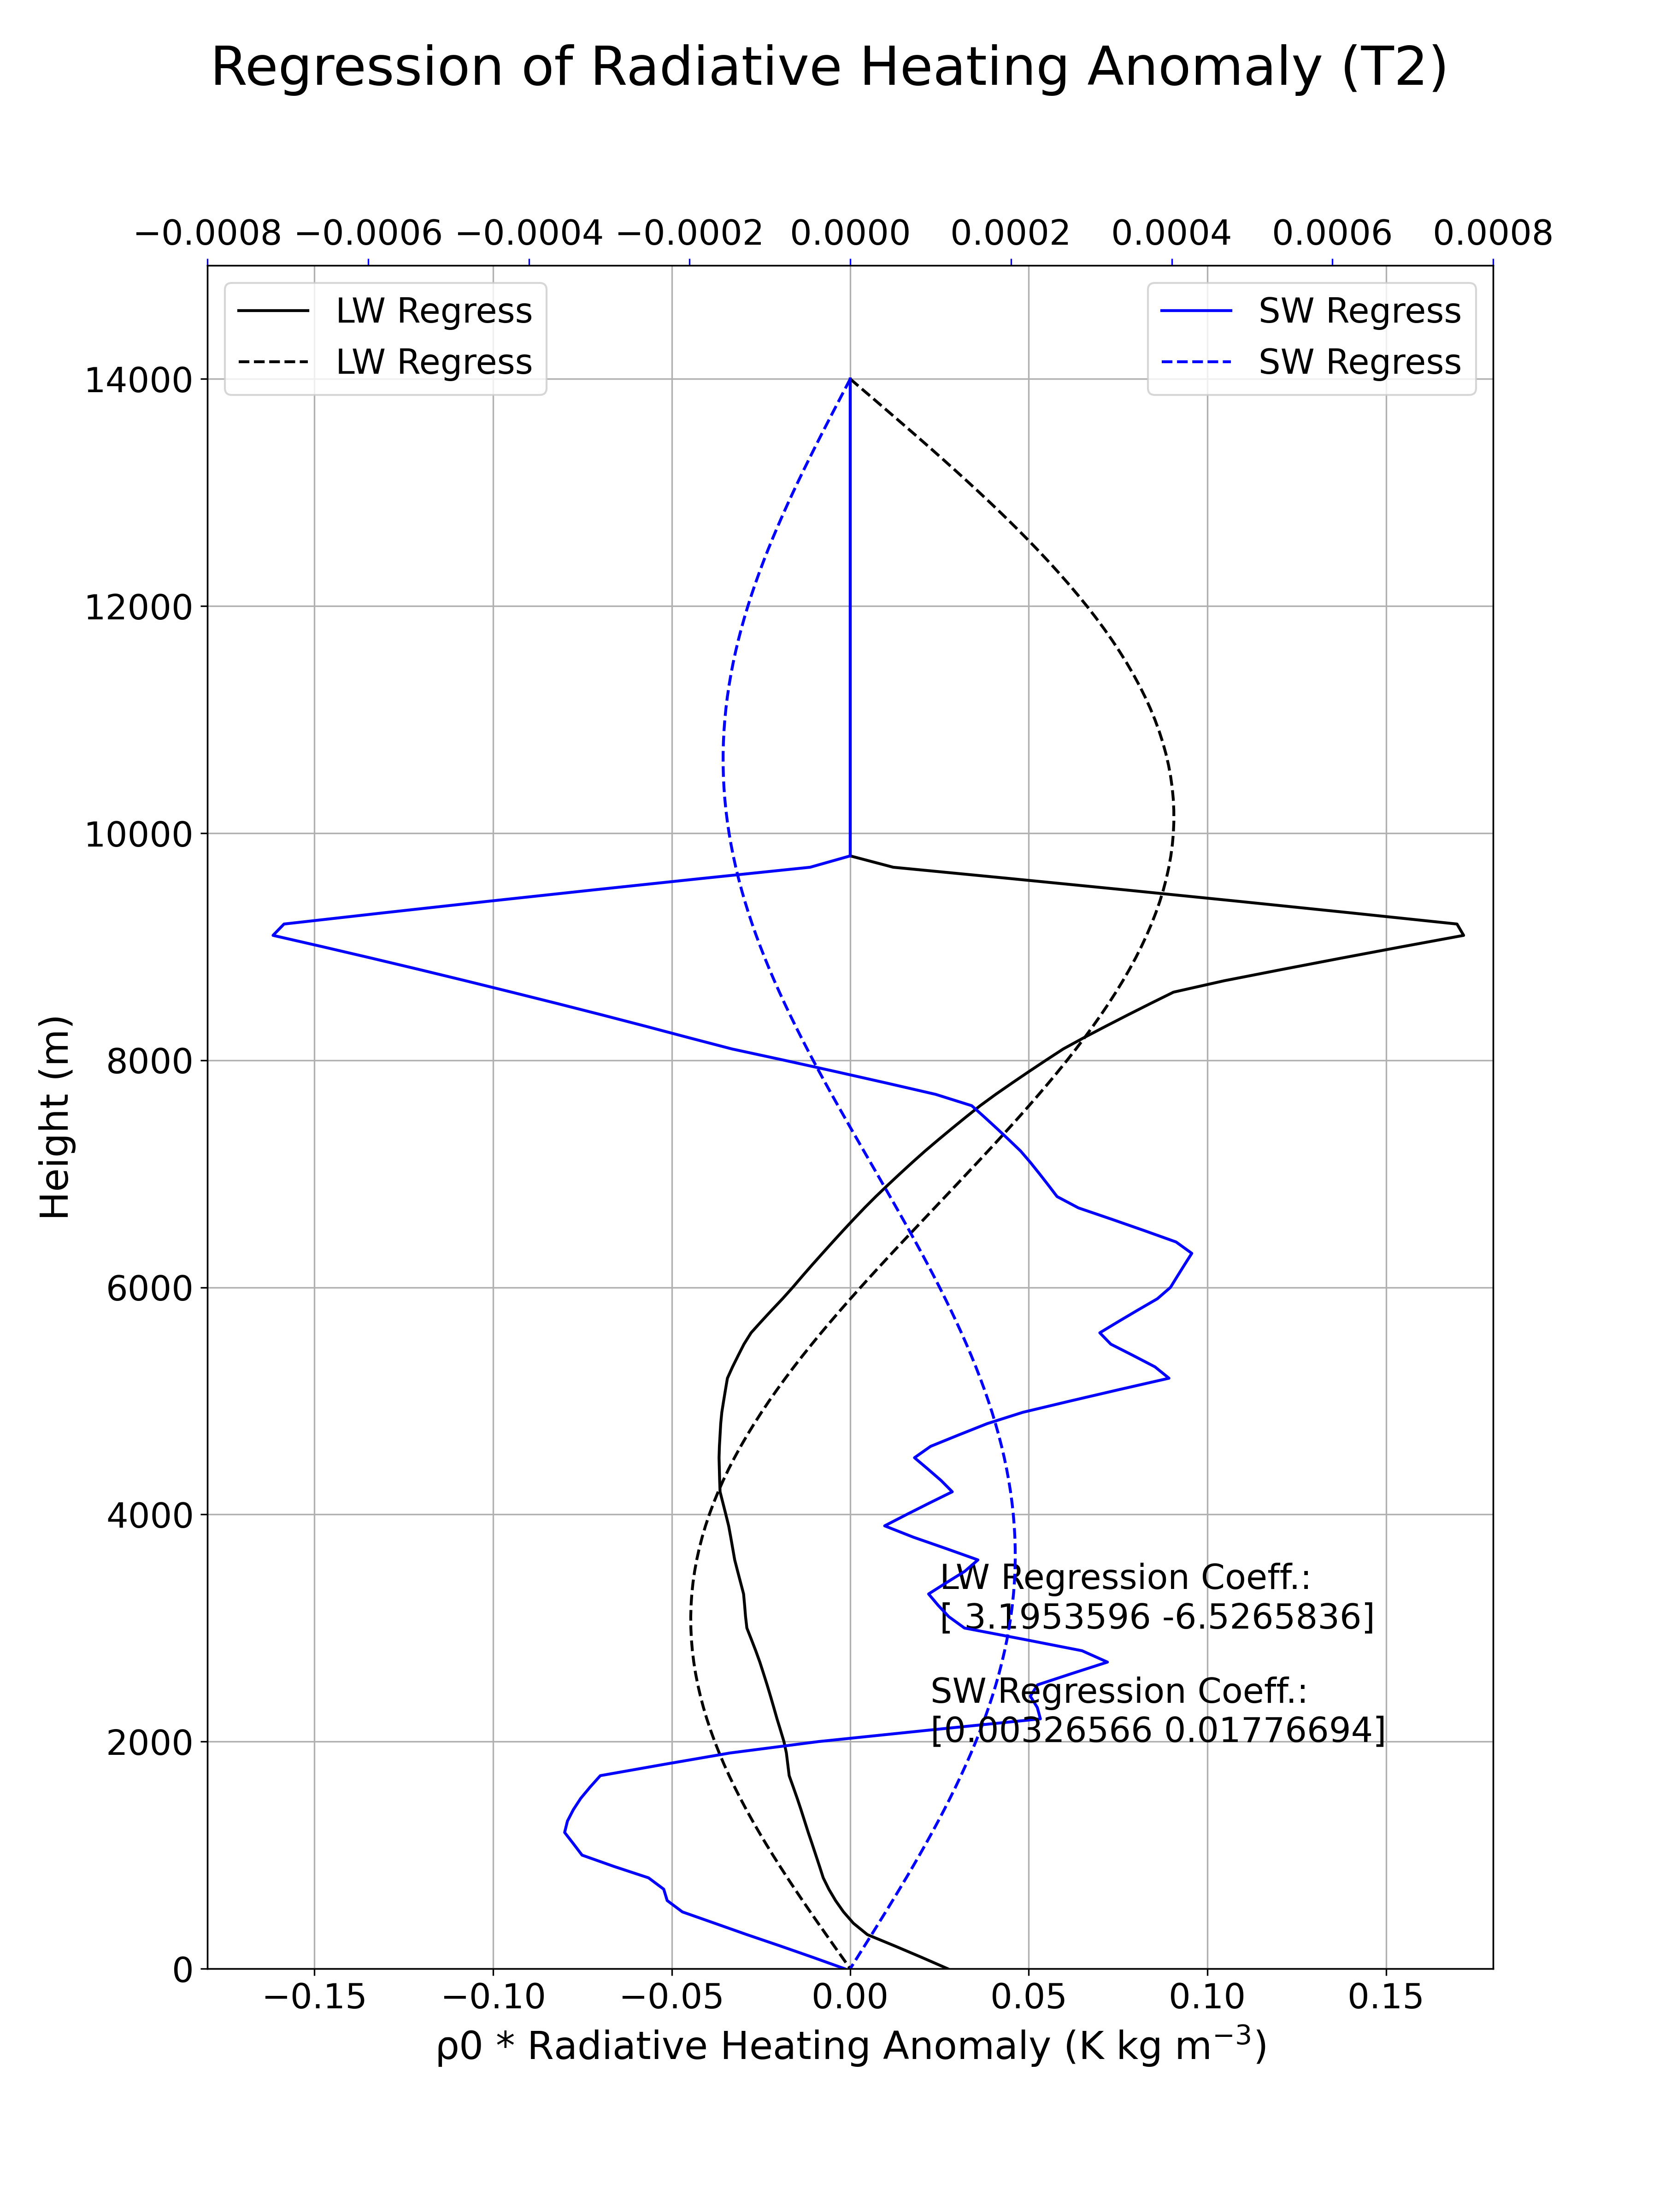 Regression of Radiative Heating Anomaly (T2)
−0.0008 −0.0006 −0.0004 −0.0002 0.0000 0.0002 0.0004 0.0006 0.0008
LW Regress
LW Regress
SW Regress
SW Regress
14000
12000
10000
8000
6000
4000
2000
0
Height (m)
LW Regression Coeff.:
[ 3.1953596 -6.5265836]
SW Regression Coeff.:
[0.00326566 0.01776694]
−0.15 −0.10 −0.05 0.00 0.05 0.10 0.15
ρ0 * Radiative Heating Anomaly (K kg m⁻³)